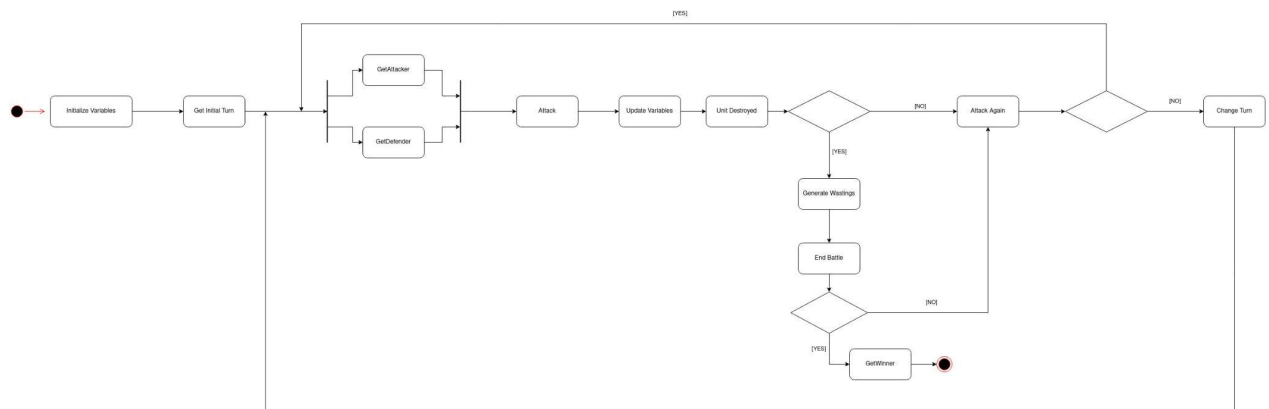 [YES]
GetAttacker
Initialize Variables
Get Initial Turn
Attack
Update Variables
Unit Destroyed
[NO]
Attack Again
[NO]
Change Turn
GetDefender
[YES]
Generate Wastings
End Battle
[NO]
[YES]
GetWinner